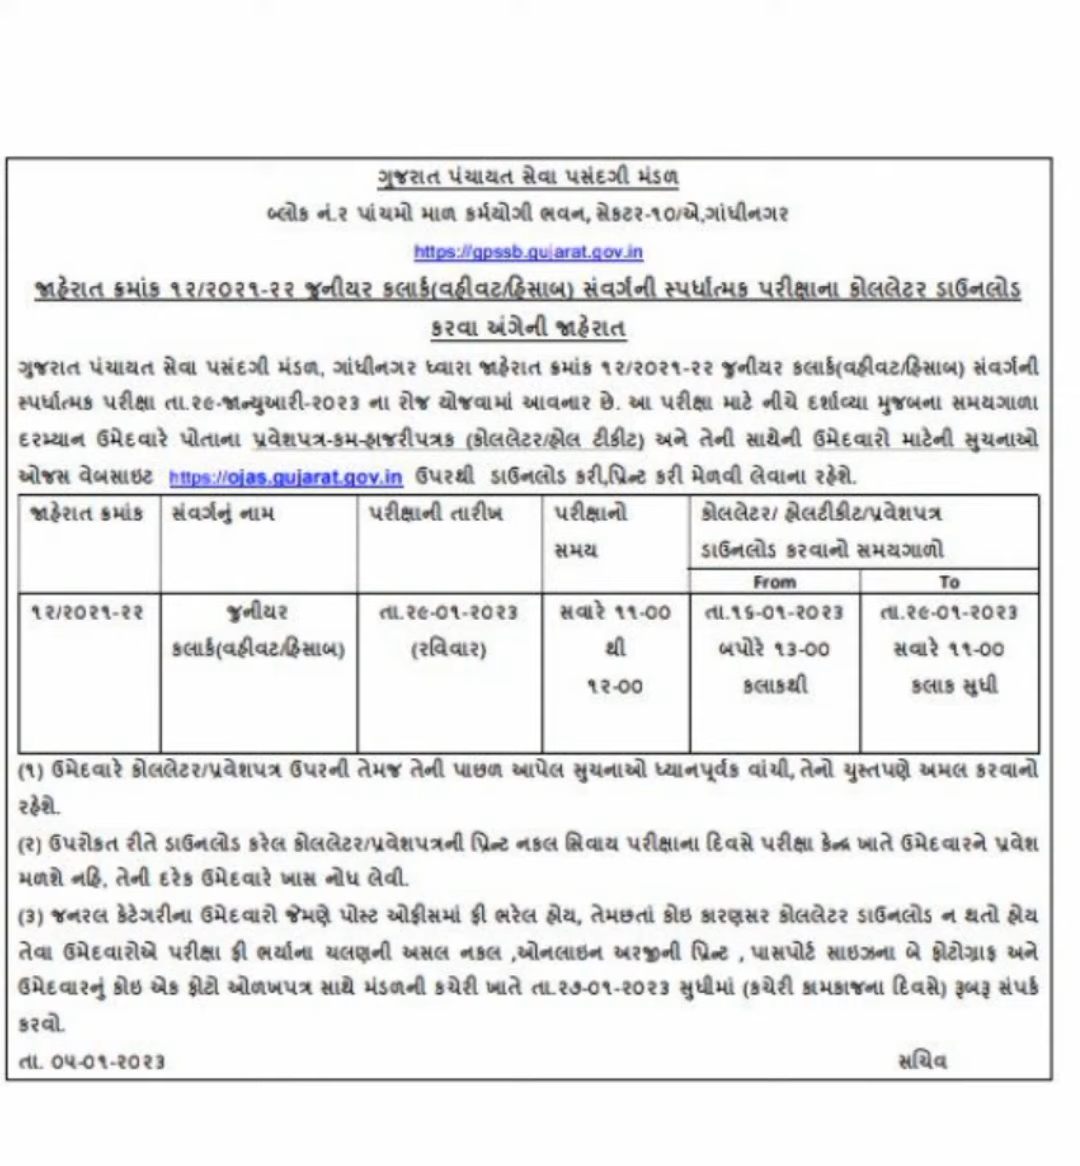 ગુજરાત પંચાયત સેવા પસંદગી મંડળ
બ્લોક નં.૨ પાંચમો માળ કર્મયોગી ભવન, સેકટર-૧૦/એ,ગાંધીનગર
https://gpssb.gujarat.gov.in
જાહેરાત ક્રમાંક ૧૨/૨૦૨૧-૨૨ જુનીયર કલાર્ક(વહીવટ/હિસાબ) સંવર્ગની સ્પર્ધાત્મક પરીક્ષાના કોલલેટર ડાઉનલોડ
કરવા અંગેની જાહેરાત
ગુજરાત પંચાયત સેવા પસંદગી મંડળ, ગાંધીનગર ધ્વારા જાહેરાત ક્રમાંક ૧૨/૨૦૨૧-૨૨ જુનીયર કલાર્ક(વહીવટ/હિસાબ) સંવર્ગની
સ્પર્ધાત્મક પરીક્ષા તા.૨૯-જાન્યુઆરી-૨૦૨૩ ના રોજ યોજવામાં આવનાર છે. આ પરીક્ષા માટે નીચે દર્શાવ્યા મુજબના સમયગાળા
દરમ્યાન ઉમેદવારે પોતાના પ્રવેશપત્ર-કમ-હાજરીપત્રક (કોલલેટર/હોલ ટીકીટ) અને તેની સાથેની ઉમેદવારો માટેની સુચનાઓ
ઓજસ વેબસાઇટ https://ojas.gujarat.gov.in ઉપરથી ડાઉનલોડ કરી,પ્રિન્ટ કરી મેળવી લેવાના રહેશે.
જાહેરાત ક્રમાંક સંવર્ગનું નામ પરીક્ષાની તારીખ પરીક્ષાનો કોલલેટર/ હોલટીકીટ/પ્રવેશપત્ર
સમય ડાઉનલોડ કરવાનો સમયગાળો
From To
૧૨/૨૦૨૧-૨૨ જુનીયર તા.૨૯-૦૧-૨૦૨૩ સવારે ૧૧-૦૦ તા.૧૬-૦૧-૨૦૨૩ તા.૨૯-૦૧-૨૦૨૩
કલાર્ક(વહીવટ/હિસાબ) (રવિવાર) થી બપોરે ૧૩-૦૦ સવારે ૧૧-૦૦
૧૨-૦૦ કલાકથી કલાક સુધી
(૧) ઉમેદવારે કોલલેટર/પ્રવેશપત્ર ઉપરની તેમજ તેની પાછળ આપેલ સુચનાઓ ધ્યાનપૂર્વક વાંચી, તેનો ચુસ્તપણે અમલ કરવાનો
રહેશે.
(૨) ઉપરોકત રીતે ડાઉનલોડ કરેલ કોલલેટર/પ્રવેશપત્રની પ્રિન્ટ નકલ સિવાય પરીક્ષાના દિવસે પરીક્ષા કેન્દ્ર ખાતે ઉમેદવારને પ્રવેશ
મળશે નહિ, તેની દરેક ઉમેદવારે ખાસ નોધ લેવી.
(૩) જનરલ કેટેગરીના ઉમેદવારો જેમણે પોસ્ટ ઓફીસમાં ફી ભરેલ હોય, તેમછતાં કોઇ કારણસર કોલલેટર ડાઉનલોડ ન થતો હોય
તેવા ઉમેદવારોએ પરીક્ષા ફી ભર્યાના ચલણની અસલ નકલ ,ઓનલાઇન અરજીની પ્રિન્ટ , પાસપોર્ટ સાઇઝના બે ફોટોગ્રાફ અને
ઉમેદવારનું કોઇ એક ફોટો ઓળખપત્ર સાથે મંડળની કચેરી ખાતે તા.૨૭-૦૧-૨૦૨૩ સુધીમાં (કચેરી કામકાજના દિવસે) રૂબરૂ સંપર્ક
કરવો.
તા. ૦૫-૦૧-૨૦૨૩ સચિવ